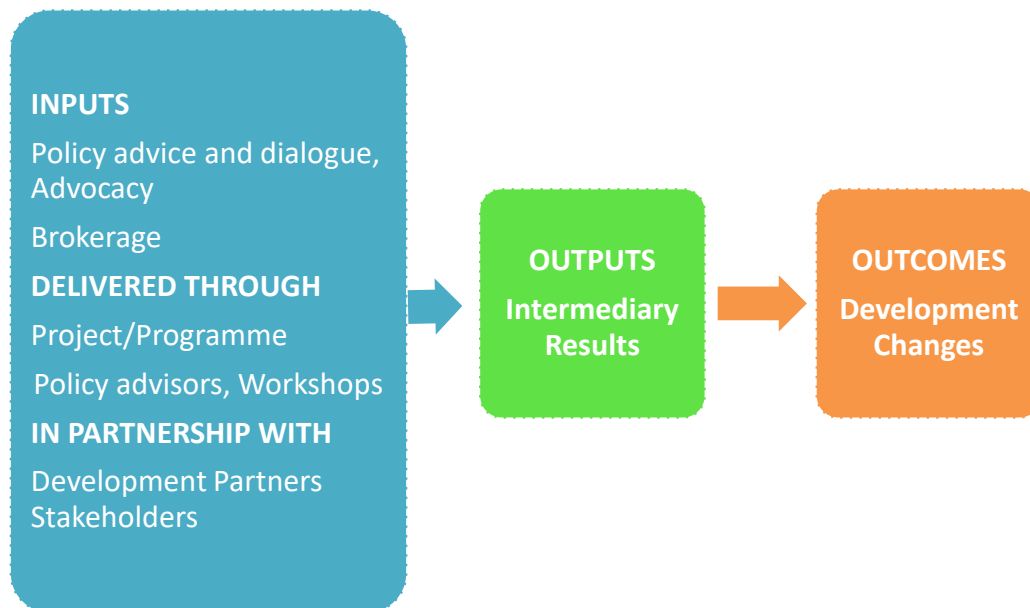 INPUTS
Policy advice and dialogue,
Advocacy
Brokerage
DELIVERED THROUGH
Project/Programme
Policy advisors, Workshops
IN PARTNERSHIP WITH
Development Partners
Stakeholders
OUTPUTS
Intermediary
Results
OUTCOMES
Development
Changes